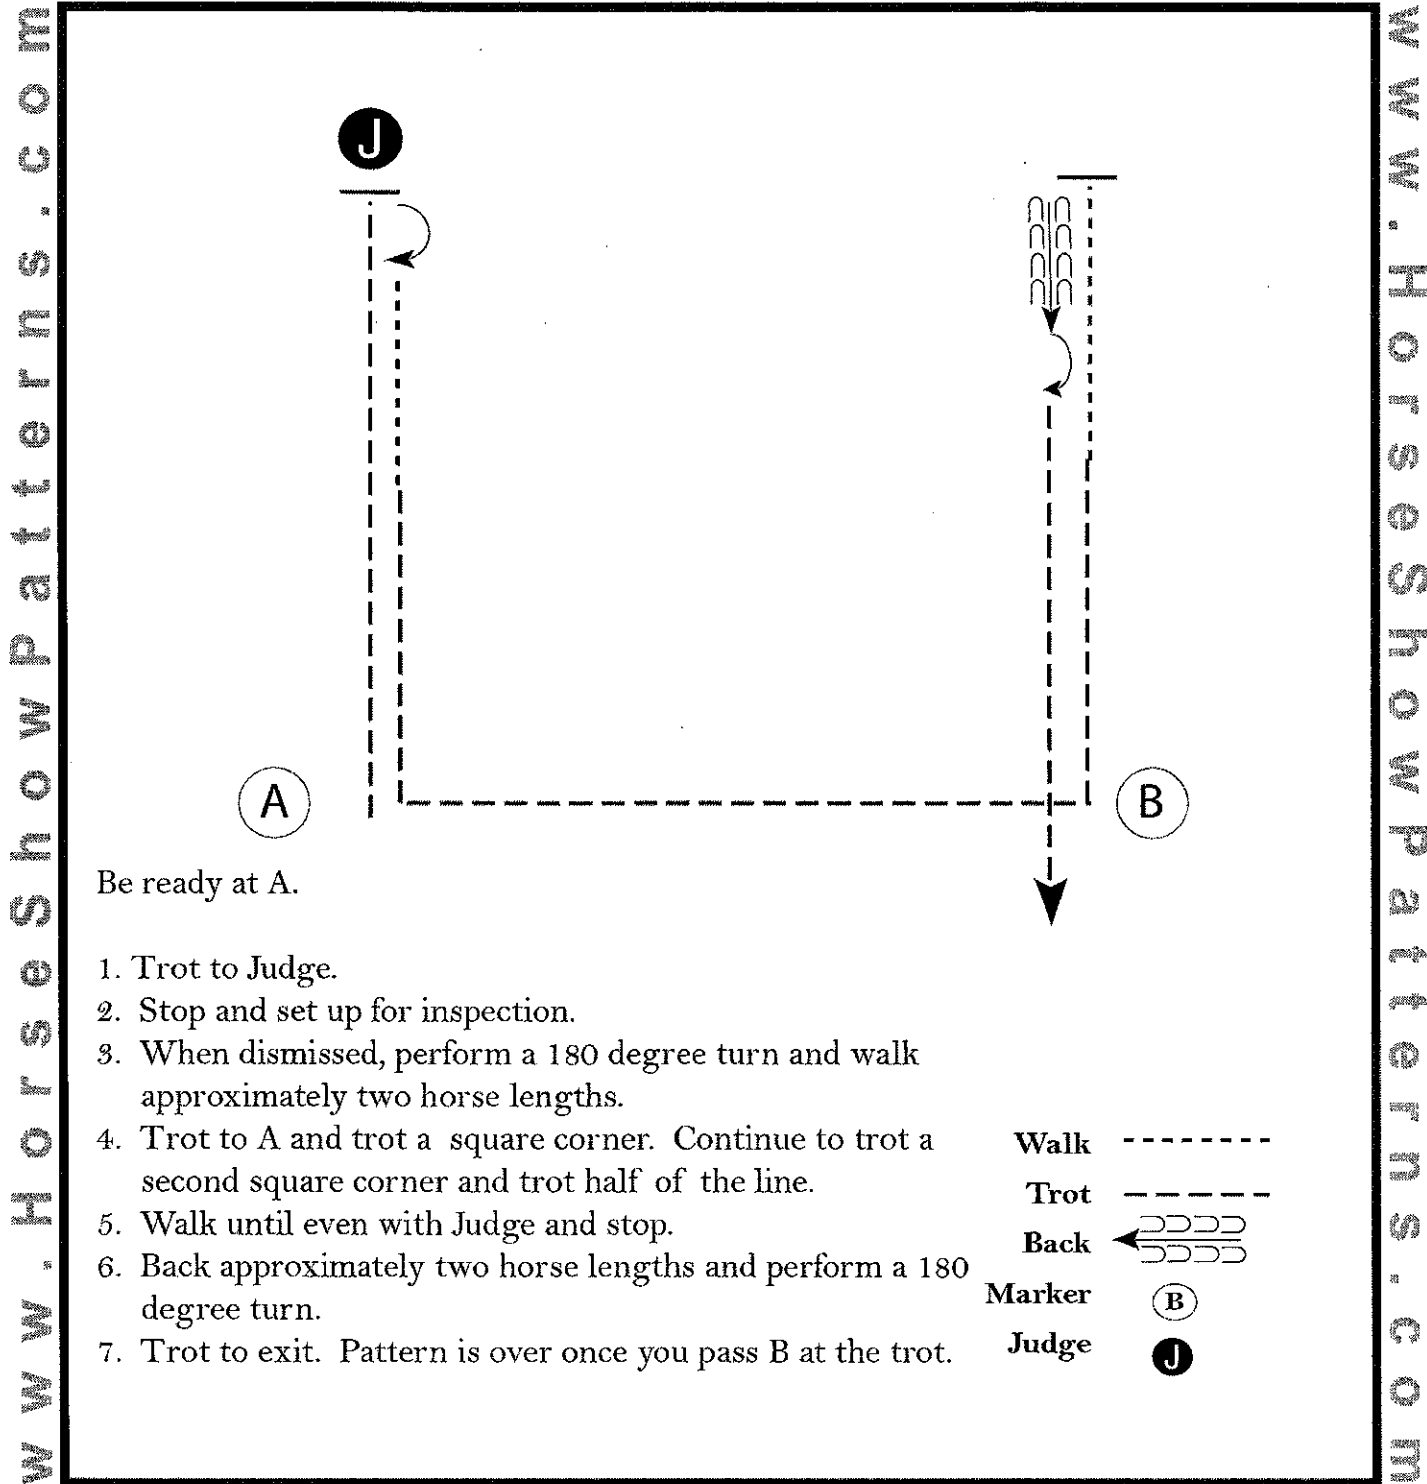 www.HorseShowPatterns.com
www.HorseShowPatterns.com
J
A
B
Be ready at A.
1. Trot to Judge.
2. Stop and set up for inspection.
3. When dismissed, perform a 180 degree turn and walk
approximately two horse lengths.
4. Trot to A and trot a square corner. Continue to trot a
second square corner and trot half of the line.
5. Walk until even with Judge and stop.
6. Back approximately two horse lengths and perform a 180
degree turn.
7. Trot to exit. Pattern is over once you pass B at the trot.
Walk
Trot
Back
Marker B
Judge J